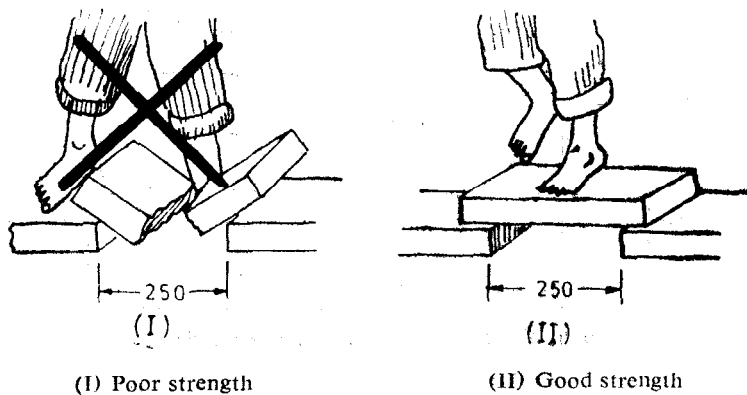 250
250
(I)
(II)
(I) Poor strength
(II) Good strength